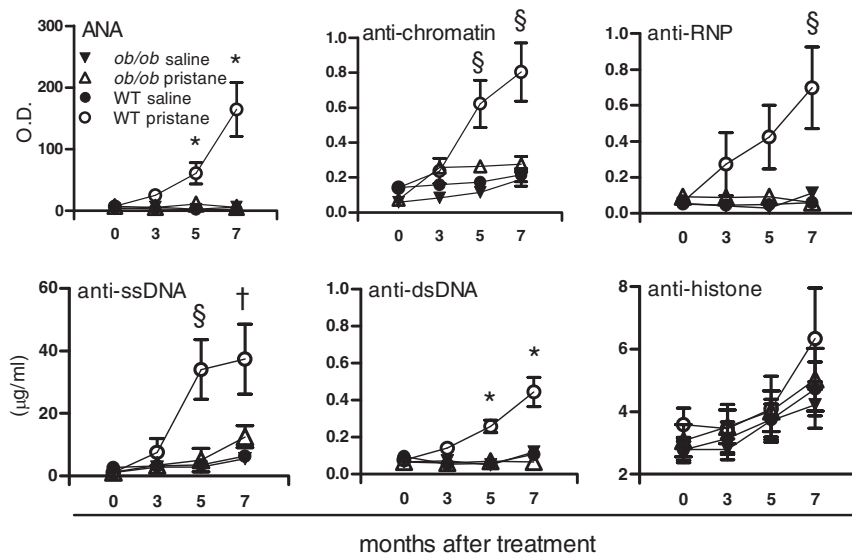 ANA
ob/ob saline
ob/ob pristane
WT saline
WT pristane
O.D.
300
200
100
0
*
*
0 3 5 7
anti-chromatin
1.0
0.8
0.6
0.4
0.2
0.0
§
§
0 3 5 7
anti-RNP
1.0
0.8
0.6
0.4
0.2
0.0
§
0 3 5 7
anti-ssDNA
(µg/ml)
60
40
20
0
§
†
0 3 5 7
anti-dsDNA
1.0
0.8
0.6
0.4
0.2
0.0
*
*
0 3 5 7
anti-histone
8
6
4
2
0 3 5 7
months after treatment